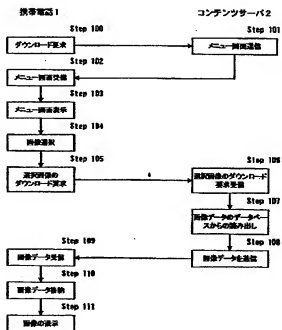 携帯電話1
コンテンツサーバ2
Step 100
ダウンロード要求
Step 101
メニュー画面送信
Step 102
メニュー画面受信
Step 103
メニュー画面表示
Step 104
画像選択
Step 105
選択画像の
ダウンロード要求
Step 106
選択画像のダウンロード
要求受信
Step 107
画像データのデータベ
ースからの読み出し
Step 108
画像データを送信
Step 109
画像データ受信
Step 110
画像データ格納
Step 111
画像の表示